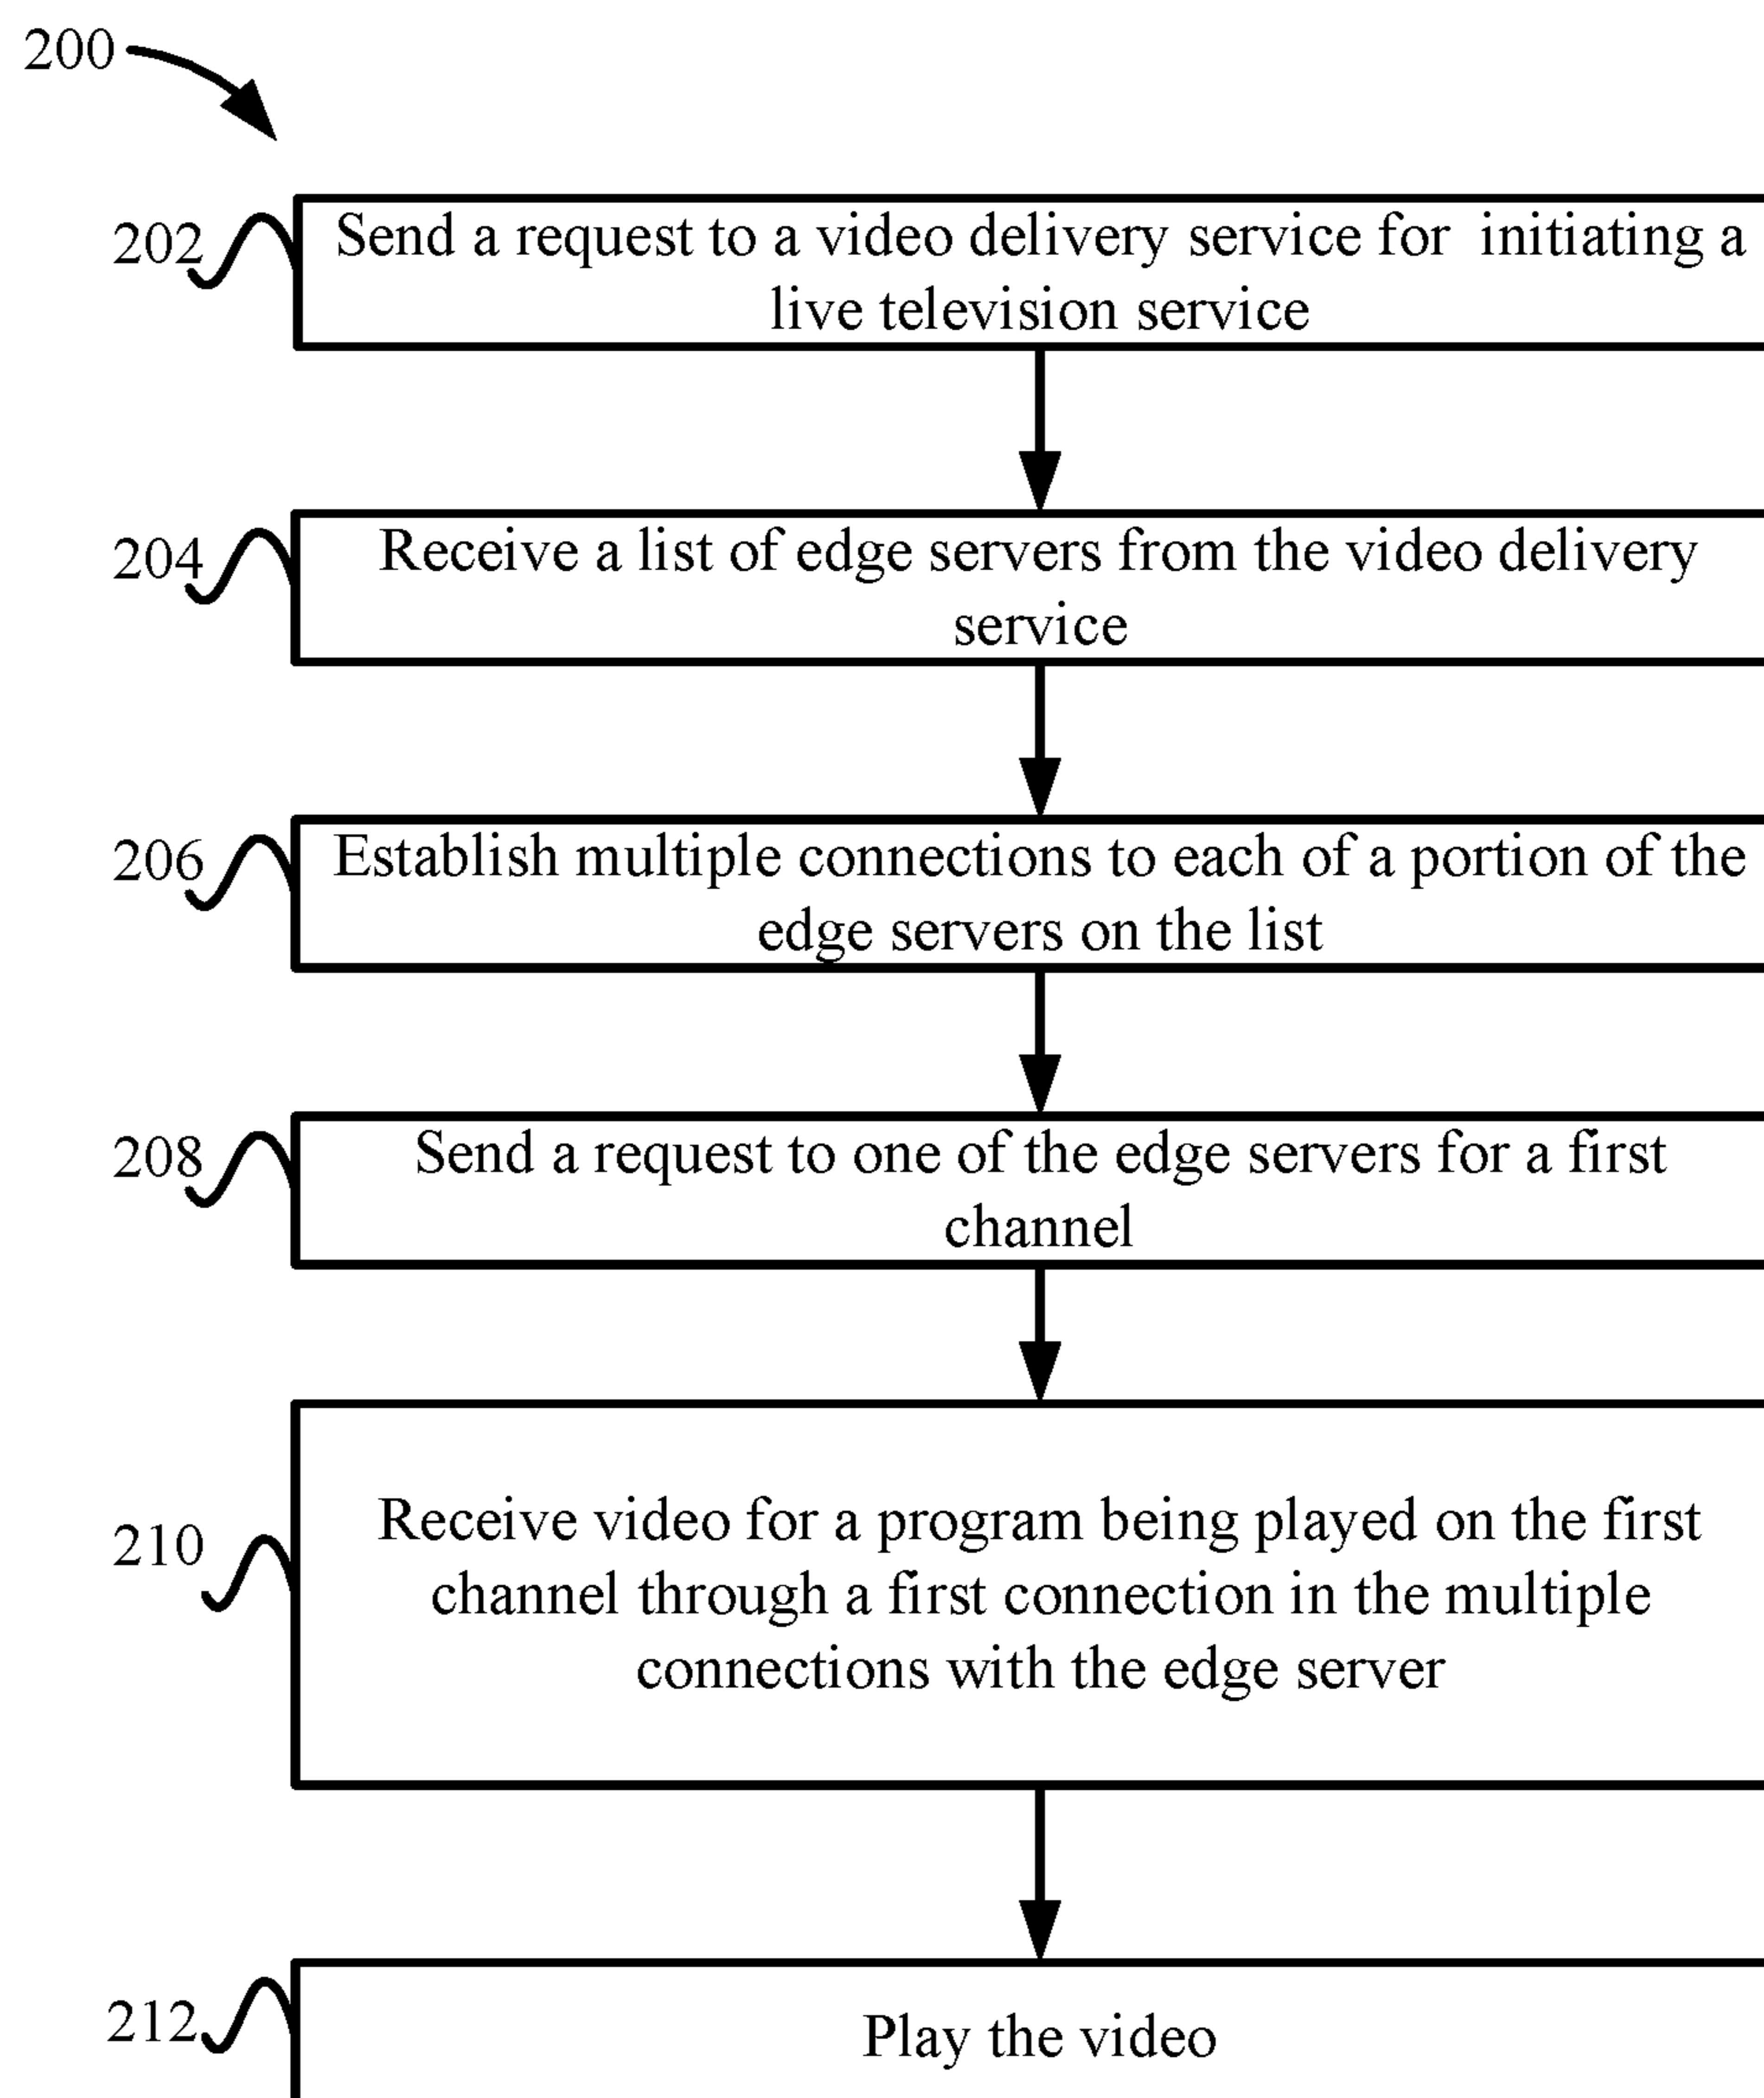 200
202
Send a request to a video delivery service for initiating a
live television service
204
Receive a list of edge servers from the video delivery
service
206
Establish multiple connections to each of a portion of the
edge servers on the list
208
Send a request to one of the edge servers for a first
channel
210
Receive video for a program being played on the first
channel through a first connection in the multiple
connections with the edge server
212
Play the video